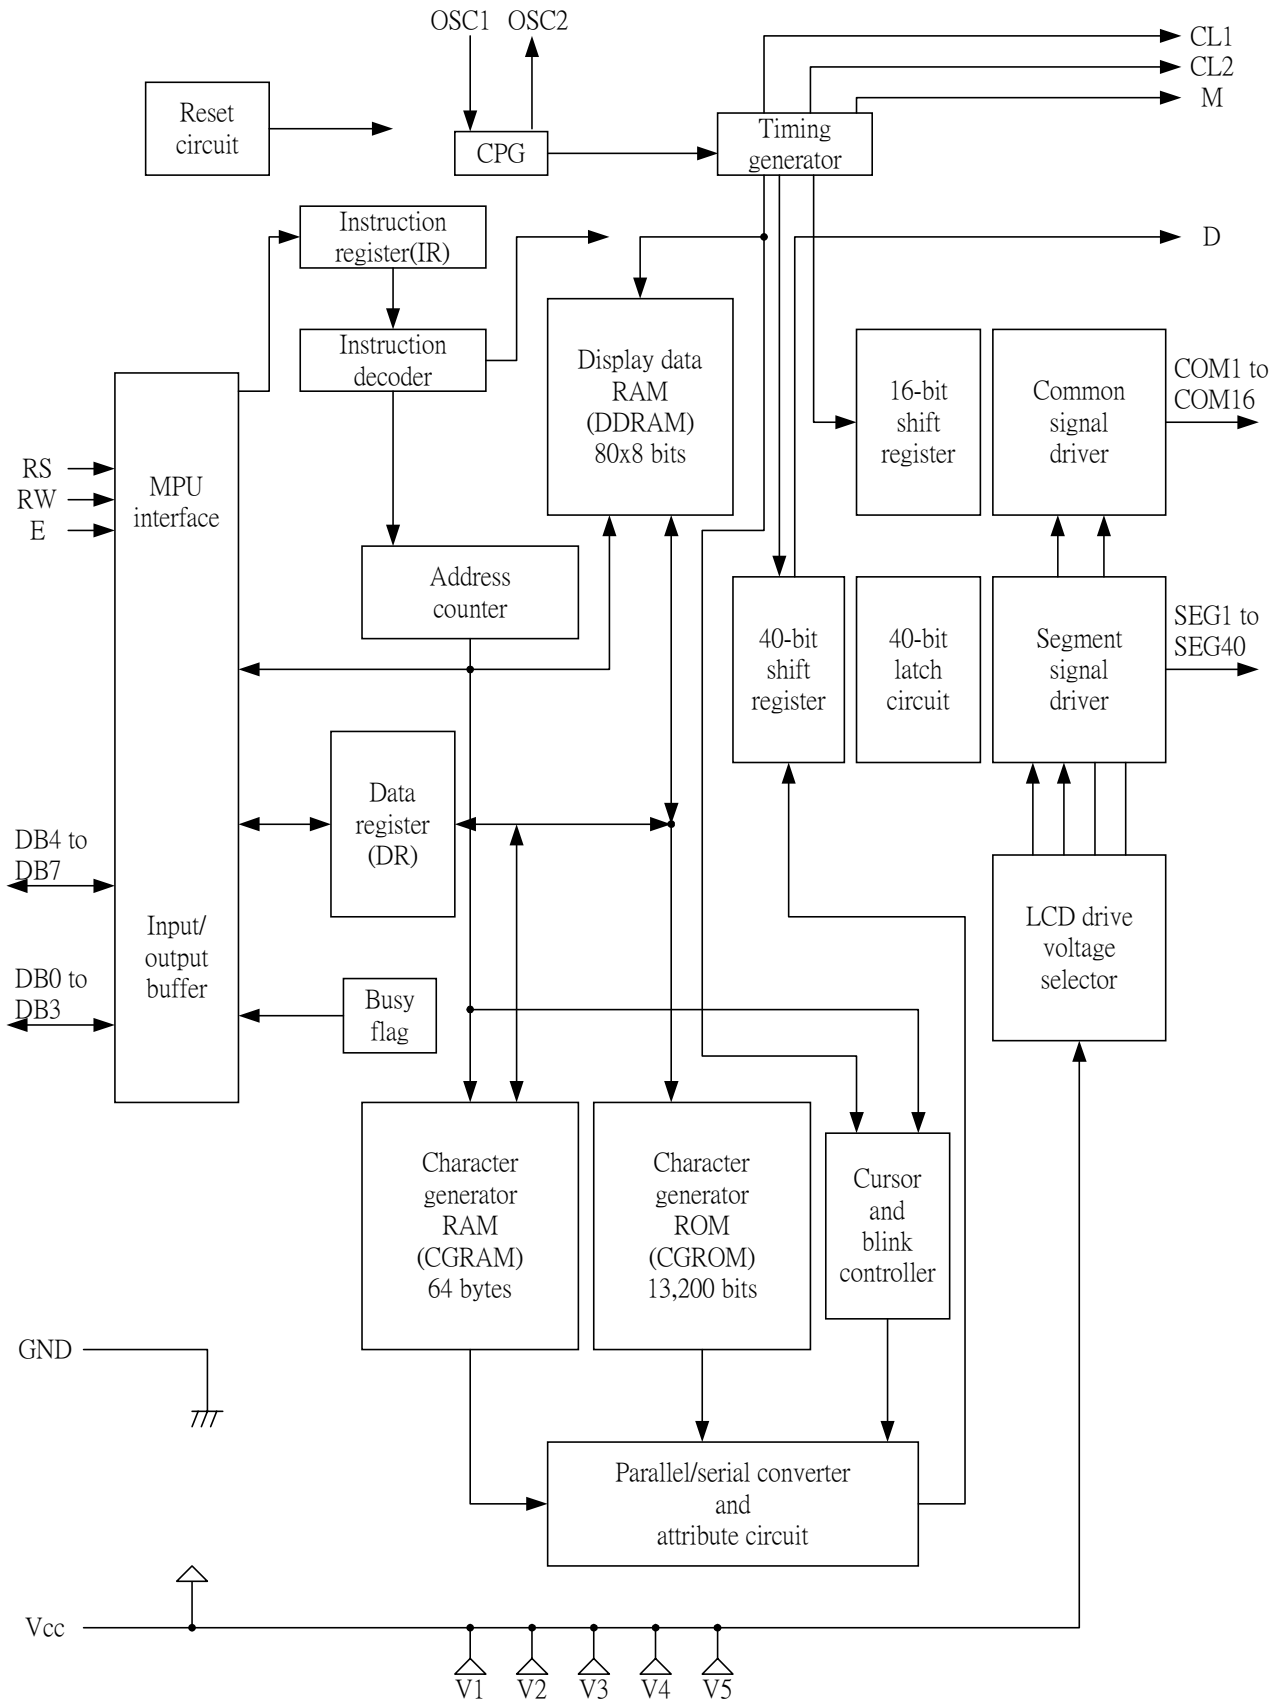 OSC1 OSC2
CL1
CL2
M
Reset
circuit
CPG
Timing
generator
Instruction
register(IR)
D
Instruction
decoder
Display data
RAM
(DDRAM)
80x8 bits
16-bit
shift
register
Common
signal
driver
COM1 to
COM16
RS
RW
E
MPU
interface
Address
counter
40-bit
shift
register
40-bit
latch
circuit
Segment
signal
driver
SEG1 to
SEG40
Data
register
(DR)
DB4 to
DB7
Input/
output
buffer
LCD drive
voltage
selector
DB0 to
DB3
Busy
flag
Character
generator
RAM
(CGRAM)
64 bytes
Character
generator
ROM
(CGROM)
13,200 bits
Cursor
and
blink
controller
GND
Parallel/serial converter
and
attribute circuit
Vcc
V1 V2 V3 V4 V5